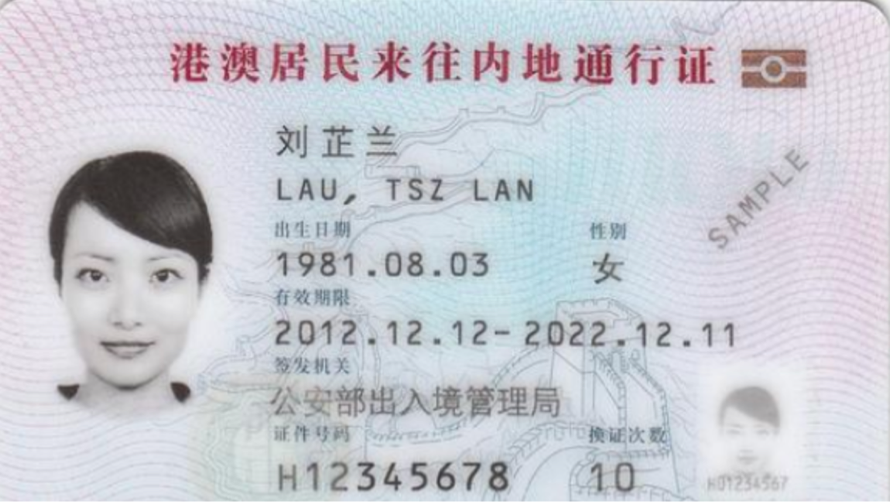 港澳居民来往内地通行证
刘芷兰
LAU, TSZ LAN
SAMPLE
出生日期 性别
1981.08.03 女
有效期限
2012.12.12-2022.12.11
签发机关
公安部出入境管理局
证件号码 换证次数
H12345678 10
H01234567